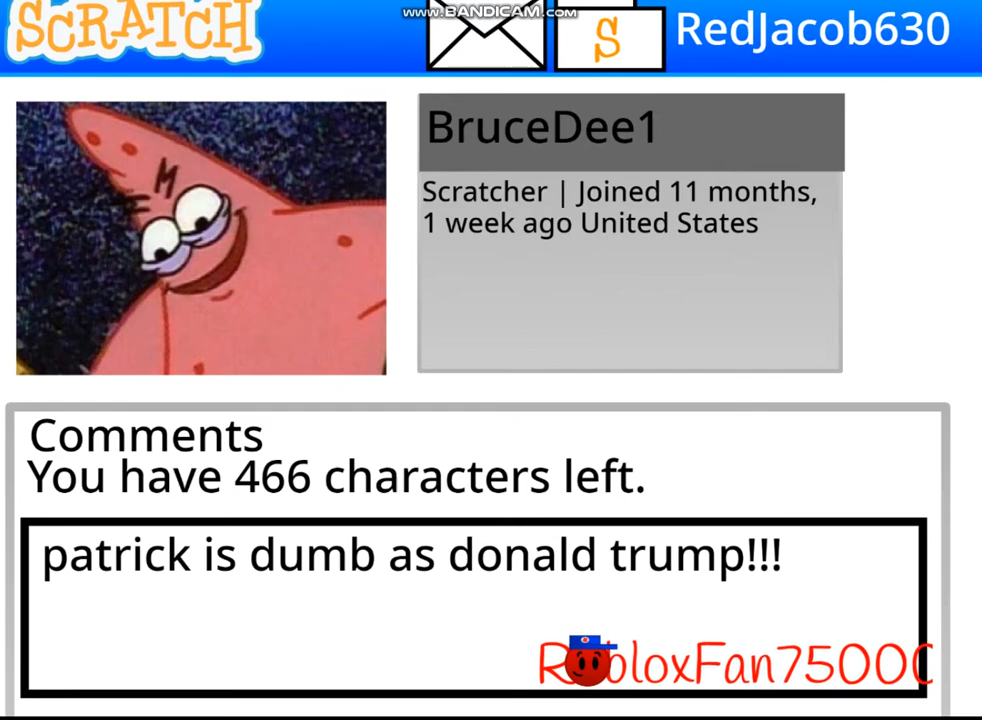 WWW.BANDICAM.COM
SCRATCH
S
RedJacob630
BruceDee1
Scratcher | Joined 11 months,
1 week ago United States
Comments
You have 466 characters left.
patrick is dumb as donald trump!!!
RobloxFan7500